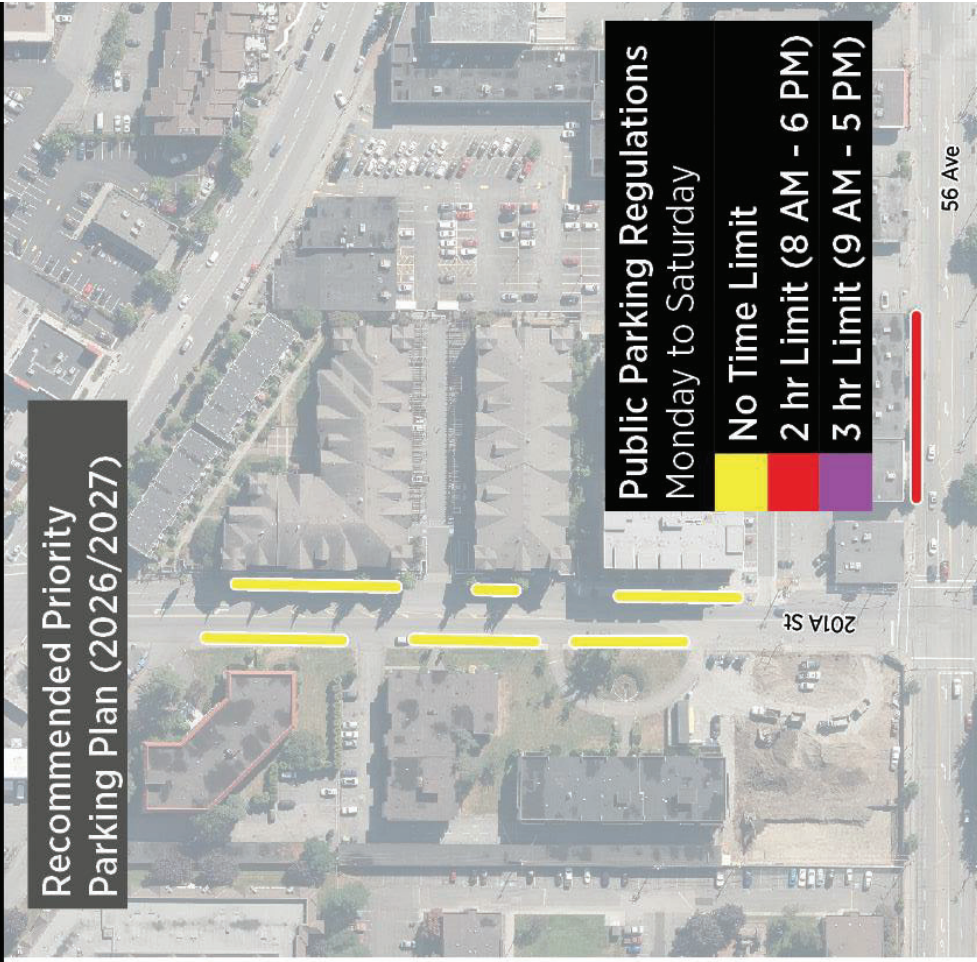 Recommended Priority
Parking Plan (2026/2027)
Public Parking Regulations
Monday to Saturday
No Time Limit
2 hr Limit (8 AM - 6 PM)
3 hr Limit (9 AM - 5 PM)
201A St
56 Ave